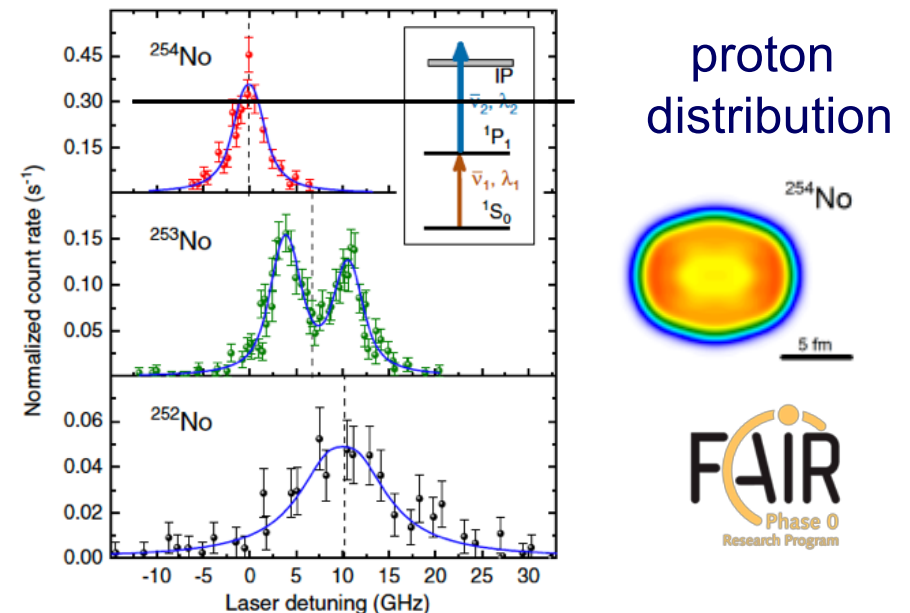 proton
distribution
Normalized count rate (s⁻¹)
0.45
0.30
0.15
²⁵⁴No
IP
ν̅₂, λ₂
¹P₁
ν̅₁, λ₁
¹S₀
0.15
0.10
0.05
²⁵³No
0.06
0.04
0.02
0.00
²⁵²No
-10 -5 0 5 10 15 20 25 30
Laser detuning (GHz)
²⁵⁴No
5 fm
FAIR
Phase 0
Research Program